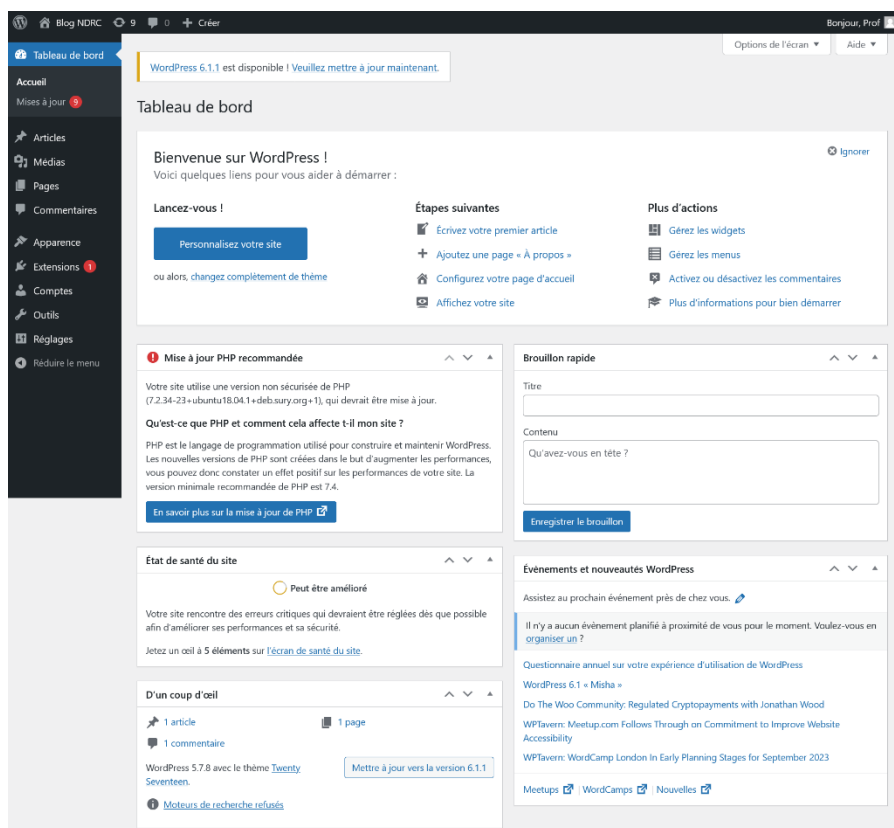 Blog NDRC 9 0 + Créer Bonjour, Prof
Tableau de bord
Accueil
Mises à jour 9
Articles
Médias
Pages
Commentaires
Apparence
Extensions 1
Comptes
Outils
Réglages
Réduire le menu
Options de l'écran ▼ Aide ▼
WordPress 6.1.1 est disponible ! Veuillez mettre à jour maintenant.
Tableau de bord
Bienvenue sur WordPress !
Ignorer
Voici quelques liens pour vous aider à démarrer :
Lancez-vous !
Personnalisez votre site
ou alors, changez complètement de thème
Étapes suivantes
Écrivez votre premier article
Ajoutez une page « À propos »
Configurez votre page d'accueil
Affichez votre site
Plus d'actions
Gérez les widgets
Gérez les menus
Activez ou désactivez les commentaires
Plus d'informations pour bien démarrer
Mise à jour PHP recommandée
Votre site utilise une version non sécurisée de PHP
(7.2.34-23+ubuntu18.04.1+deb.sury.org+1), qui devrait être mise à jour.
Qu'est-ce que PHP et comment cela affecte t-il mon site ?
PHP est le langage de programmation utilisé pour construire et maintenir WordPress.
Les nouvelles versions de PHP sont créées dans le but d'augmenter les performances,
vous pouvez donc constater un effet positif sur les performances de votre site. La
version minimale recommandée de PHP est 7.4.
En savoir plus sur la mise à jour de PHP
État de santé du site
Peut être amélioré
Votre site rencontre des erreurs critiques qui devraient être réglées dès que possible
afin d'améliorer ses performances et sa sécurité.
Jetez un œil à 5 éléments sur l'écran de santé du site.
D'un coup d'œil
1 article 1 page
1 commentaire
WordPress 5.7.8 avec le thème Twenty
Seventeen.
Mettre à jour vers la version 6.1.1
Moteurs de recherche refusés
Brouillon rapide
Titre
Contenu
Qu'avez-vous en tête ?
Enregistrer le brouillon
Évènements et nouveautés WordPress
Assistez au prochain évènement près de chez vous.
Il n'y a aucun évènement planifié à proximité de vous pour le moment. Voulez-vous en
organiser un ?
Questionnaire annuel sur votre expérience d'utilisation de WordPress
WordPress 6.1 « Misha »
Do The Woo Community: Regulated Cryptopayments with Jonathan Wood
WPTavern: Meetup.com Follows Through on Commitment to Improve Website
Accessibility
WPTavern: WordCamp London In Early Planning Stages for September 2023
Meetups | WordCamps | Nouvelles